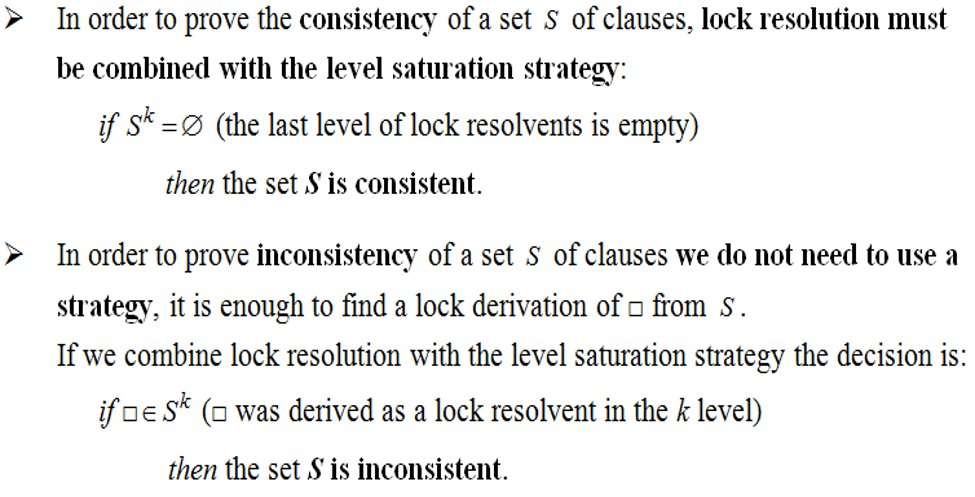 ➢ In order to prove the consistency of a set S of clauses, lock resolution must
be combined with the level saturation strategy:
if S^k = ∅ (the last level of lock resolvents is empty)
then the set S is consistent.
➢ In order to prove inconsistency of a set S of clauses we do not need to use a
strategy, it is enough to find a lock derivation of □ from S .
If we combine lock resolution with the level saturation strategy the decision is:
if □ ∈ S^k (□ was derived as a lock resolvent in the k level)
then the set S is inconsistent.